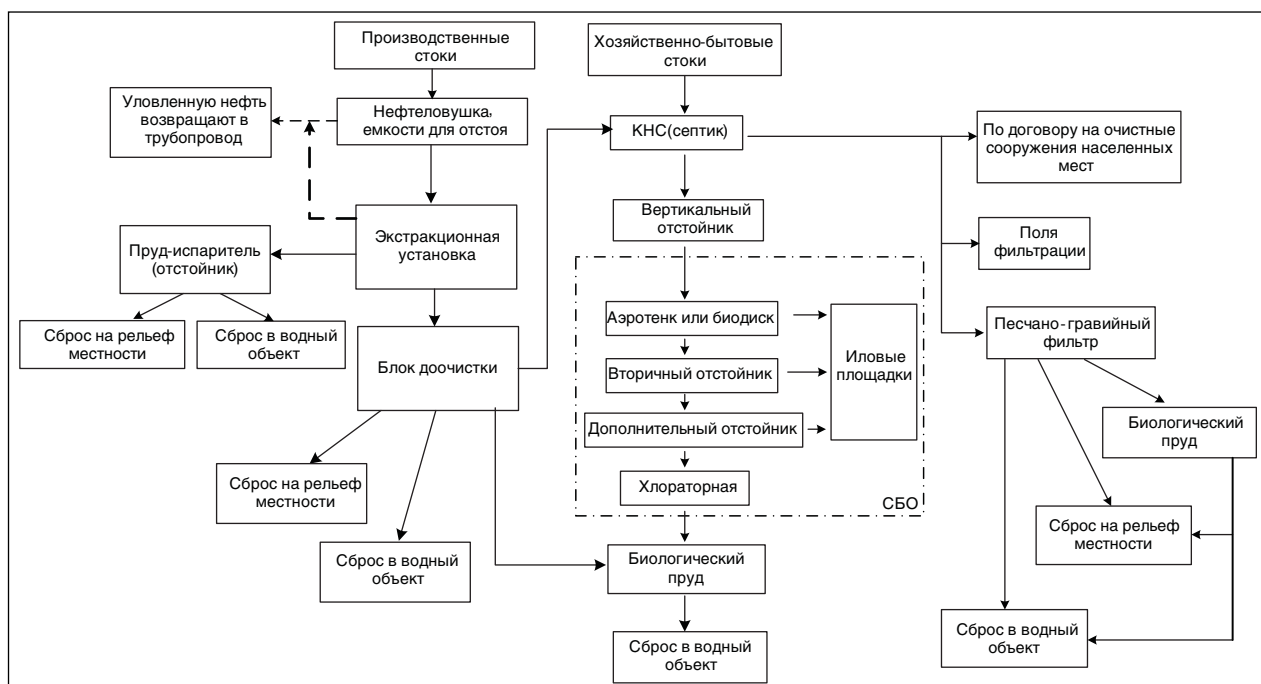 Производственные
стоки
Хозяйственно-бытовые
стоки
Уловленную нефть
возвращают в
трубопровод
Нефтеловушка,
емкости для отстоя
КНС(септик)
По договору на очистные
сооружения населенных
мест
Вертикальный
отстойник
Экстракционная
установка
Пруд-испаритель
(отстойник)
Поля
фильтрации
Сброс на рельеф
местности
Сброс в водный
объект
Блок доочистки
Аэротенк или биодиск
Вторичный отстойник
Дополнительный отстойник
Иловые
площадки
Хлораторная
СБО
Песчано-гравийный
фильтр
Биологический
пруд
Сброс на рельеф
местности
Сброс в водный
объект
Биологический
пруд
Сброс в водный
объект
Сброс на рельеф
местности
Сброс в водный
объект